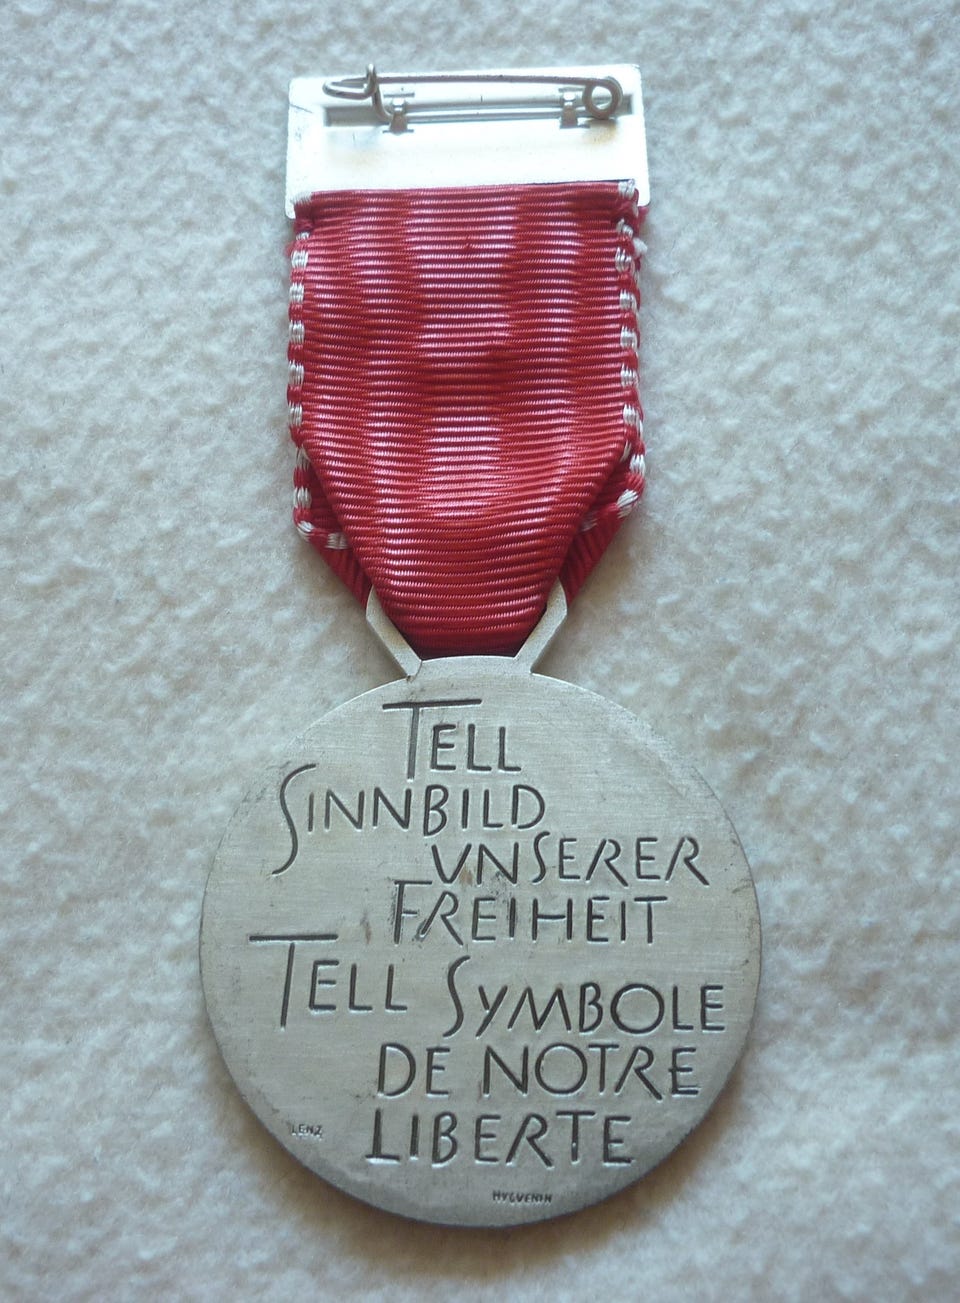 TELL
SINNBILD
UNSERER
FREIHEIT
TELL SYMBOLE
DE NOTRE
LIBERTE
LENZ
HUGUENIN